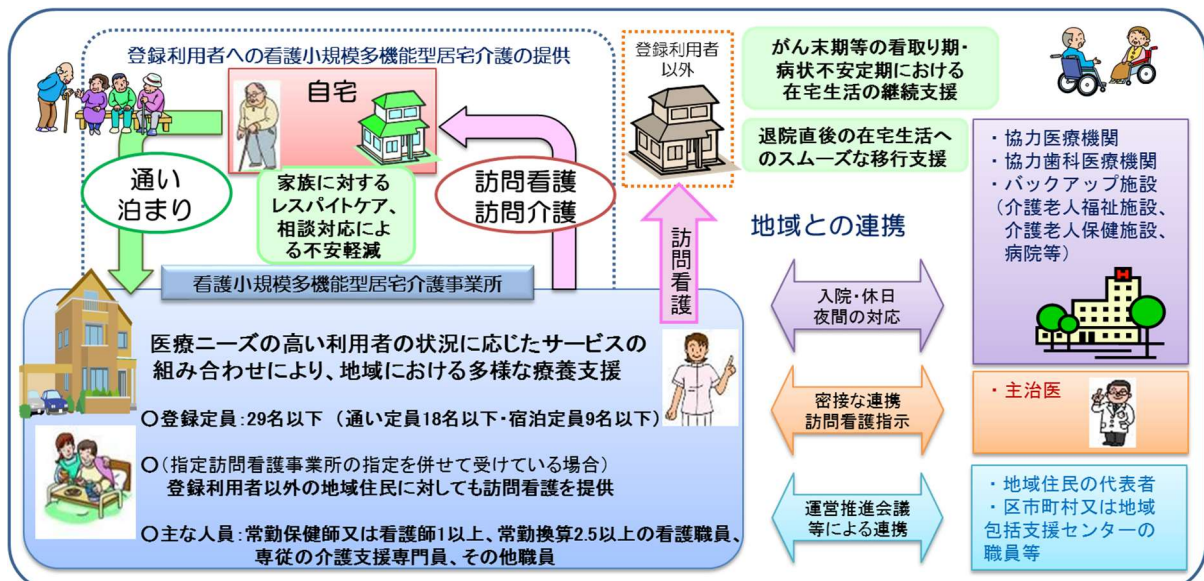 登録利用者への看護小規模多機能型居宅介護の提供
自宅
通い
泊まり
家族に対する
レスパイトケア、
相談対応によ
る不安軽減
訪問看護
訪問介護
登録利用者
以外
訪問看護
がん末期等の看取り期・
病状不安定期における
在宅生活の継続支援
退院直後の在宅生活へ
のスムーズな移行支援
看護小規模多機能型居宅介護事業所
医療ニーズの高い利用者の状況に応じたサービスの
組み合わせにより、地域における多様な療養支援
○登録定員:29名以下 (通い定員18名以下・宿泊定員9名以下)
○(指定訪問看護事業所の指定を併せて受けている場合)
登録利用者以外の地域住民に対しても訪問看護を提供
○主な人員:常勤保健師又は看護師1以上、常勤換算2.5以上の看護職員、
専従の介護支援専門員、その他職員
地域との連携
入院・休日
夜間の対応
・協力医療機関
・協力歯科医療機関
・バックアップ施設
(介護老人福祉施設、
介護老人保健施設、
病院等)
H
密接な連携
訪問看護指示
・主治医
運営推進会議
等による連携
・地域住民の代表者
・区市町村又は地域
包括支援センターの
職員等